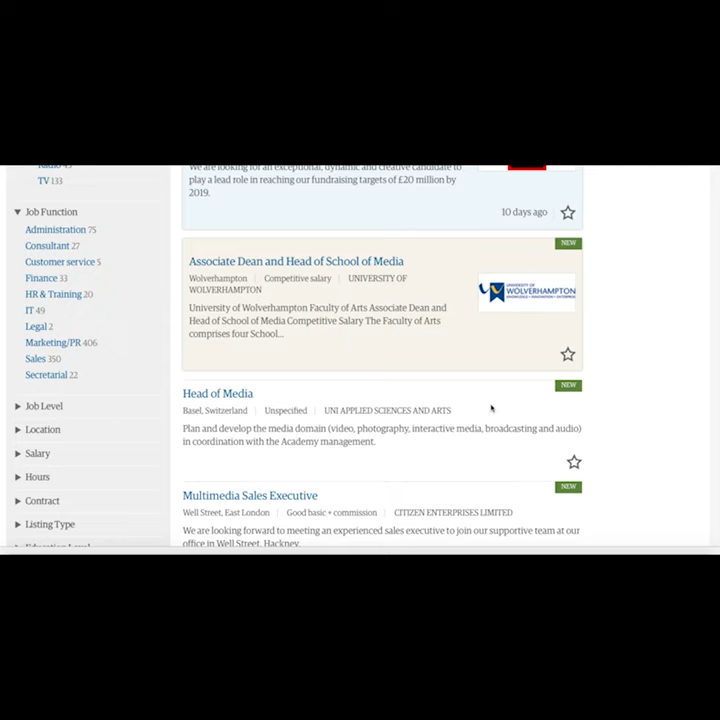 Radio 43
TV 133
Job Function
Administration 75
Consultant 27
Customer service 5
Finance 33
HR & Training 20
IT 49
Legal 2
Marketing/PR 406
Sales 350
Secretarial 22
Job Level
Location
Salary
Hours
Contract
Listing Type
Education Level
We are looking for an exceptional, dynamic and creative candidate to
play a lead role in reaching our fundraising targets of £20 million by
2019.
10 days ago
NEW
Associate Dean and Head of School of Media
Wolverhampton | Competitive salary | UNIVERSITY OF
WOLVERHAMPTON
University of Wolverhampton Faculty of Arts Associate Dean and
Head of School of Media Competitive Salary The Faculty of Arts
comprises four School...
UNIVERSITY OF
WOLVERHAMPTON
KNOWLEDGE • INNOVATION • ENTERPRISE
NEW
Head of Media
Basel, Switzerland | Unspecified | UNI APPLIED SCIENCES AND ARTS
Plan and develop the media domain (video, photography, interactive media, broadcasting and audio)
in coordination with the Academy management.
NEW
Multimedia Sales Executive
Well Street, East London | Good basic + commission | CITIZEN ENTERPRISES LIMITED
We are looking forward to meeting an experienced sales executive to join our supportive team at our
office in Well Street, Hackney.